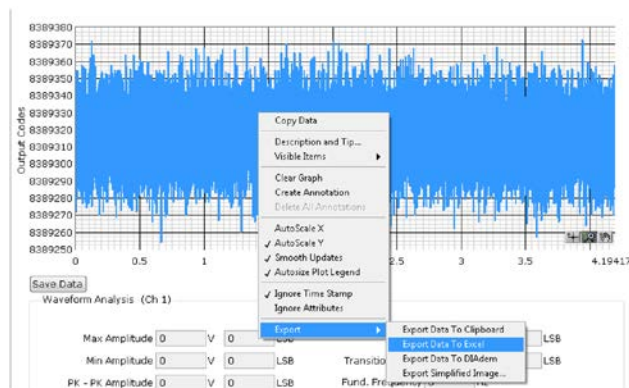 8389380
8389370
8389360
8389350
8389340
8389330
8389320
8389310
8389300
8389290
8389280
8389270
8389260
8389250
Output Codes
0 0.5 1 2.5 3 3.5 4.19417
Copy Data
Description and Tip...
Visible Items
Clear Graph
Create Annotation
Delete All Annotations
AutoScale X
✓ AutoScale Y
✓ Smooth Updates
✓ Autosize Plot Legend
✓ Ignore Time Stamp
Ignore Attributes
Export
Export Data To Clipboard
Export Data To Excel
Export Data To DIAdem
Export Simplified Image...
Save Data
Waveform Analysis (Ch 1)
Max Amplitude 0 V 0 LSB LSB
Min Amplitude 0 V 0 LSB Transitio LSB
PK - PK Amplitude 0 V 0 LSB Fund. Frequency 0